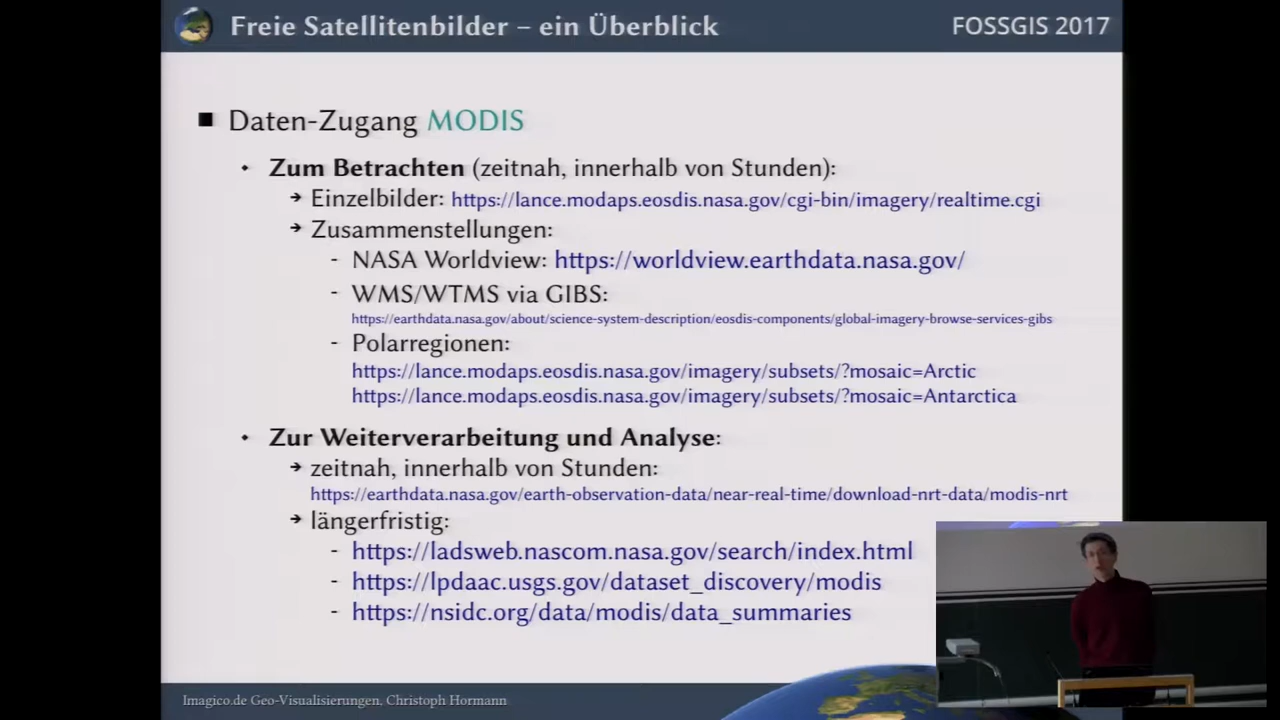 Freie Satellitenbilder – ein Überblick
FOSSGIS 2017
Daten-Zugang MODIS
Zum Betrachten (zeitnah, innerhalb von Stunden):
Einzelbilder: https://lance.modaps.eosdis.nasa.gov/cgi-bin/imagery/realtime.cgi
Zusammenstellungen:
- NASA Worldview: https://worldview.earthdata.nasa.gov/
- WMS/WTMS via GIBS:
https://earthdata.nasa.gov/about/science-system-description/eosdis-components/global-imagery-browse-services-gibs
- Polarregionen:
https://lance.modaps.eosdis.nasa.gov/imagery/subsets/?mosaic=Arctic
https://lance.modaps.eosdis.nasa.gov/imagery/subsets/?mosaic=Antarctica
Zur Weiterverarbeitung und Analyse:
zeitnah, innerhalb von Stunden:
https://earthdata.nasa.gov/earth-observation-data/near-real-time/download-nrt-data/modis-nrt
längerfristig:
- https://ladsweb.nascom.nasa.gov/search/index.html
- https://lpdaac.usgs.gov/dataset_discovery/modis
- https://nsidc.org/data/modis/data_summaries
Imagico.de Geo-Visualisierungen, Christoph Hormann